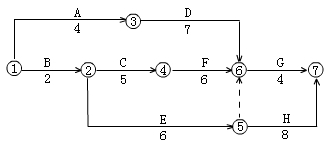 A D
4 ③ 7
B C F G
① ② ④ ⑥ ⑦
2 5 6 4
E H
⑤
6 8